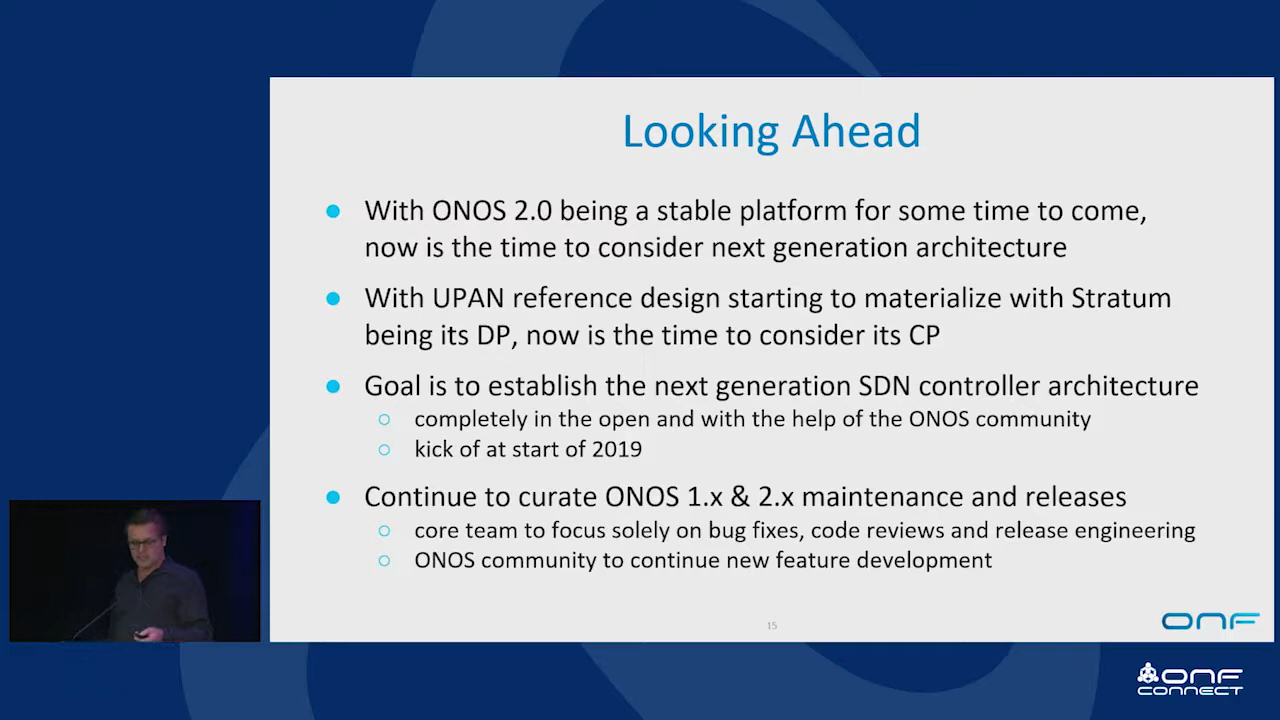 Looking Ahead
● With ONOS 2.0 being a stable platform for some time to come,
now is the time to consider next generation architecture
● With UPAN reference design starting to materialize with Stratum
being its DP, now is the time to consider its CP
● Goal is to establish the next generation SDN controller architecture
○ completely in the open and with the help of the ONOS community
○ kick of at start of 2019
● Continue to curate ONOS 1.x & 2.x maintenance and releases
○ core team to focus solely on bug fixes, code reviews and release engineering
○ ONOS community to continue new feature development
15
ONF
ONF
CONNECT